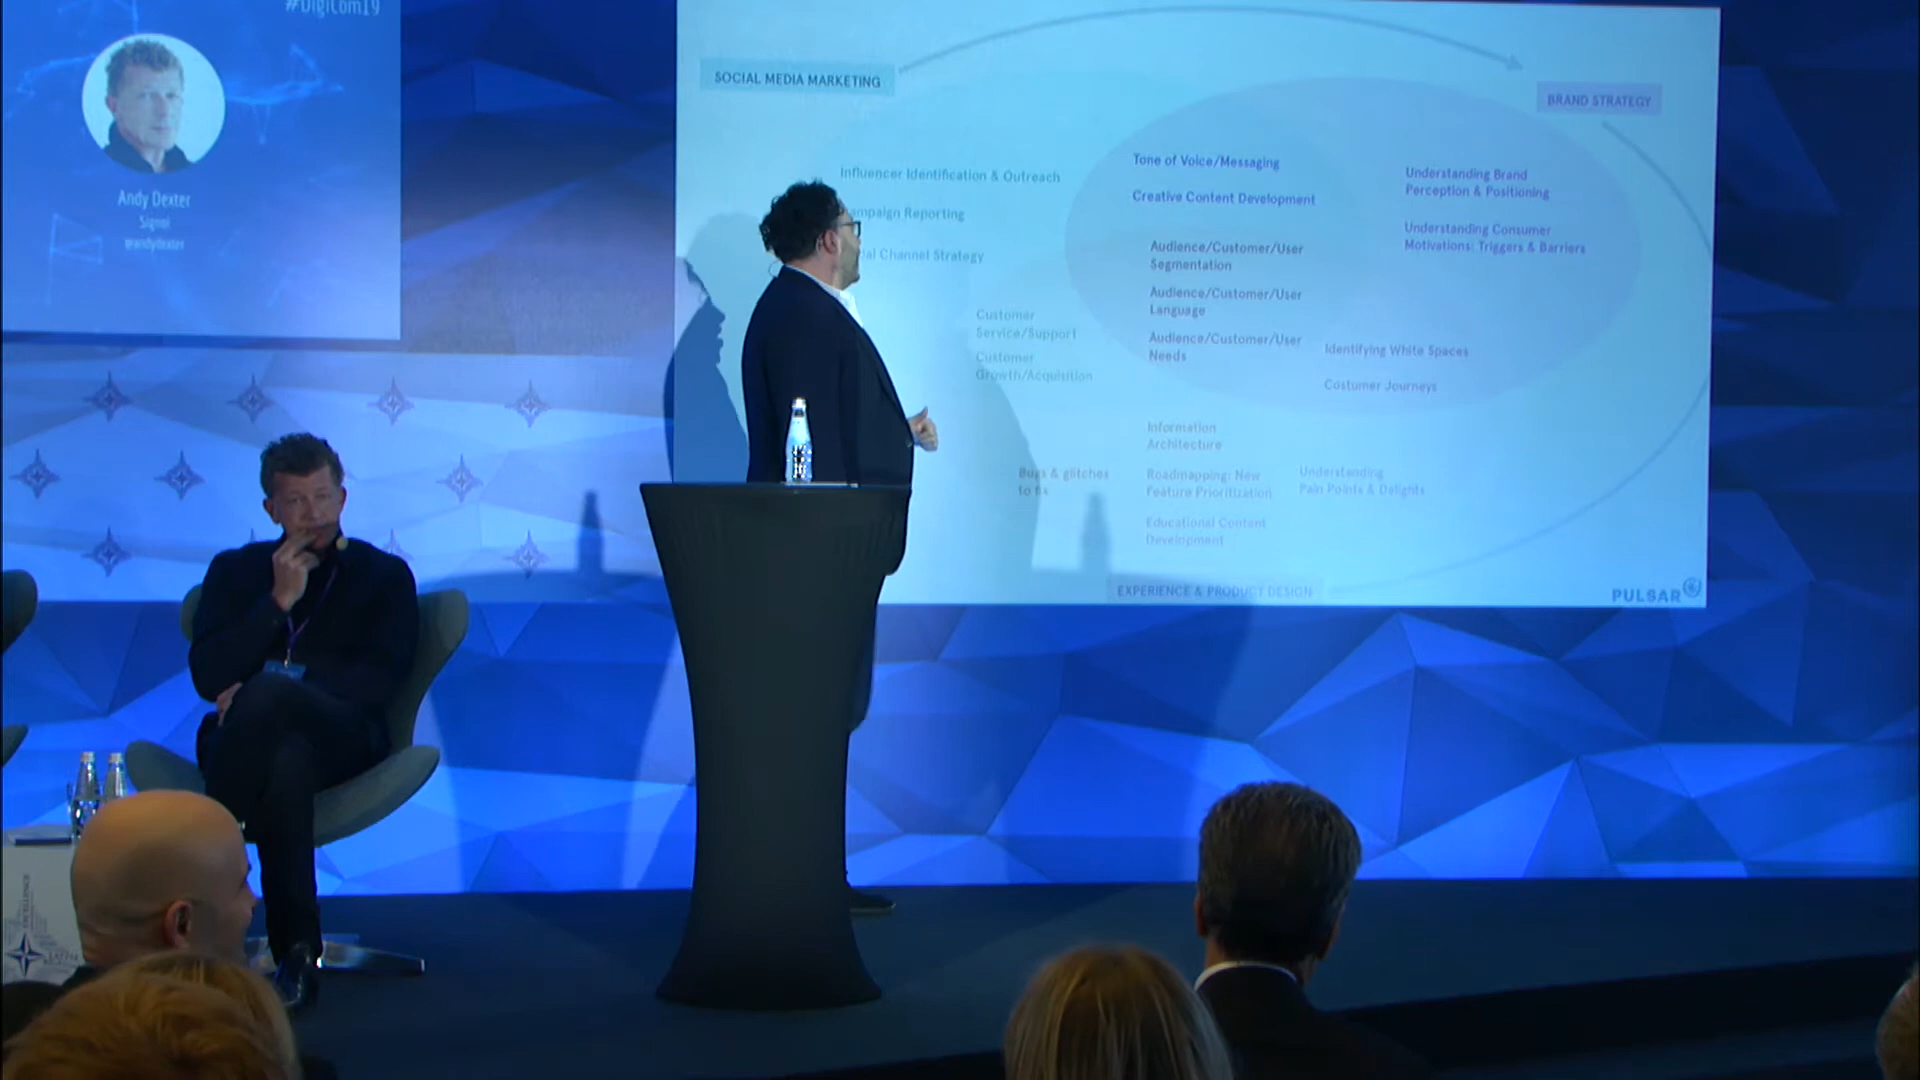 #DigiCom19
Andy Dexter
Signoi
@andydexter
SOCIAL MEDIA MARKETING
BRAND STRATEGY
Influencer Identification & Outreach
ampaign Reporting
al Channel Strategy
Customer
Service/Support
Customer
Growth/Acquisition
Tone of Voice/Messaging
Creative Content Development
Audience/Customer/User
Segmentation
Audience/Customer/User
Language
Audience/Customer/User
Needs
Understanding Brand
Perception & Positioning
Understanding Consumer
Motivations: Triggers & Barriers
Identifying White Spaces
Costumer Journeys
Information
Architecture
Bugs & glitches
to fix
Roadmapping: New
Feature Prioritization
Understanding
Pain Points & Delights
Educational Content
Development
EXPERIENCE & PRODUCT DESIGN
PULSAR